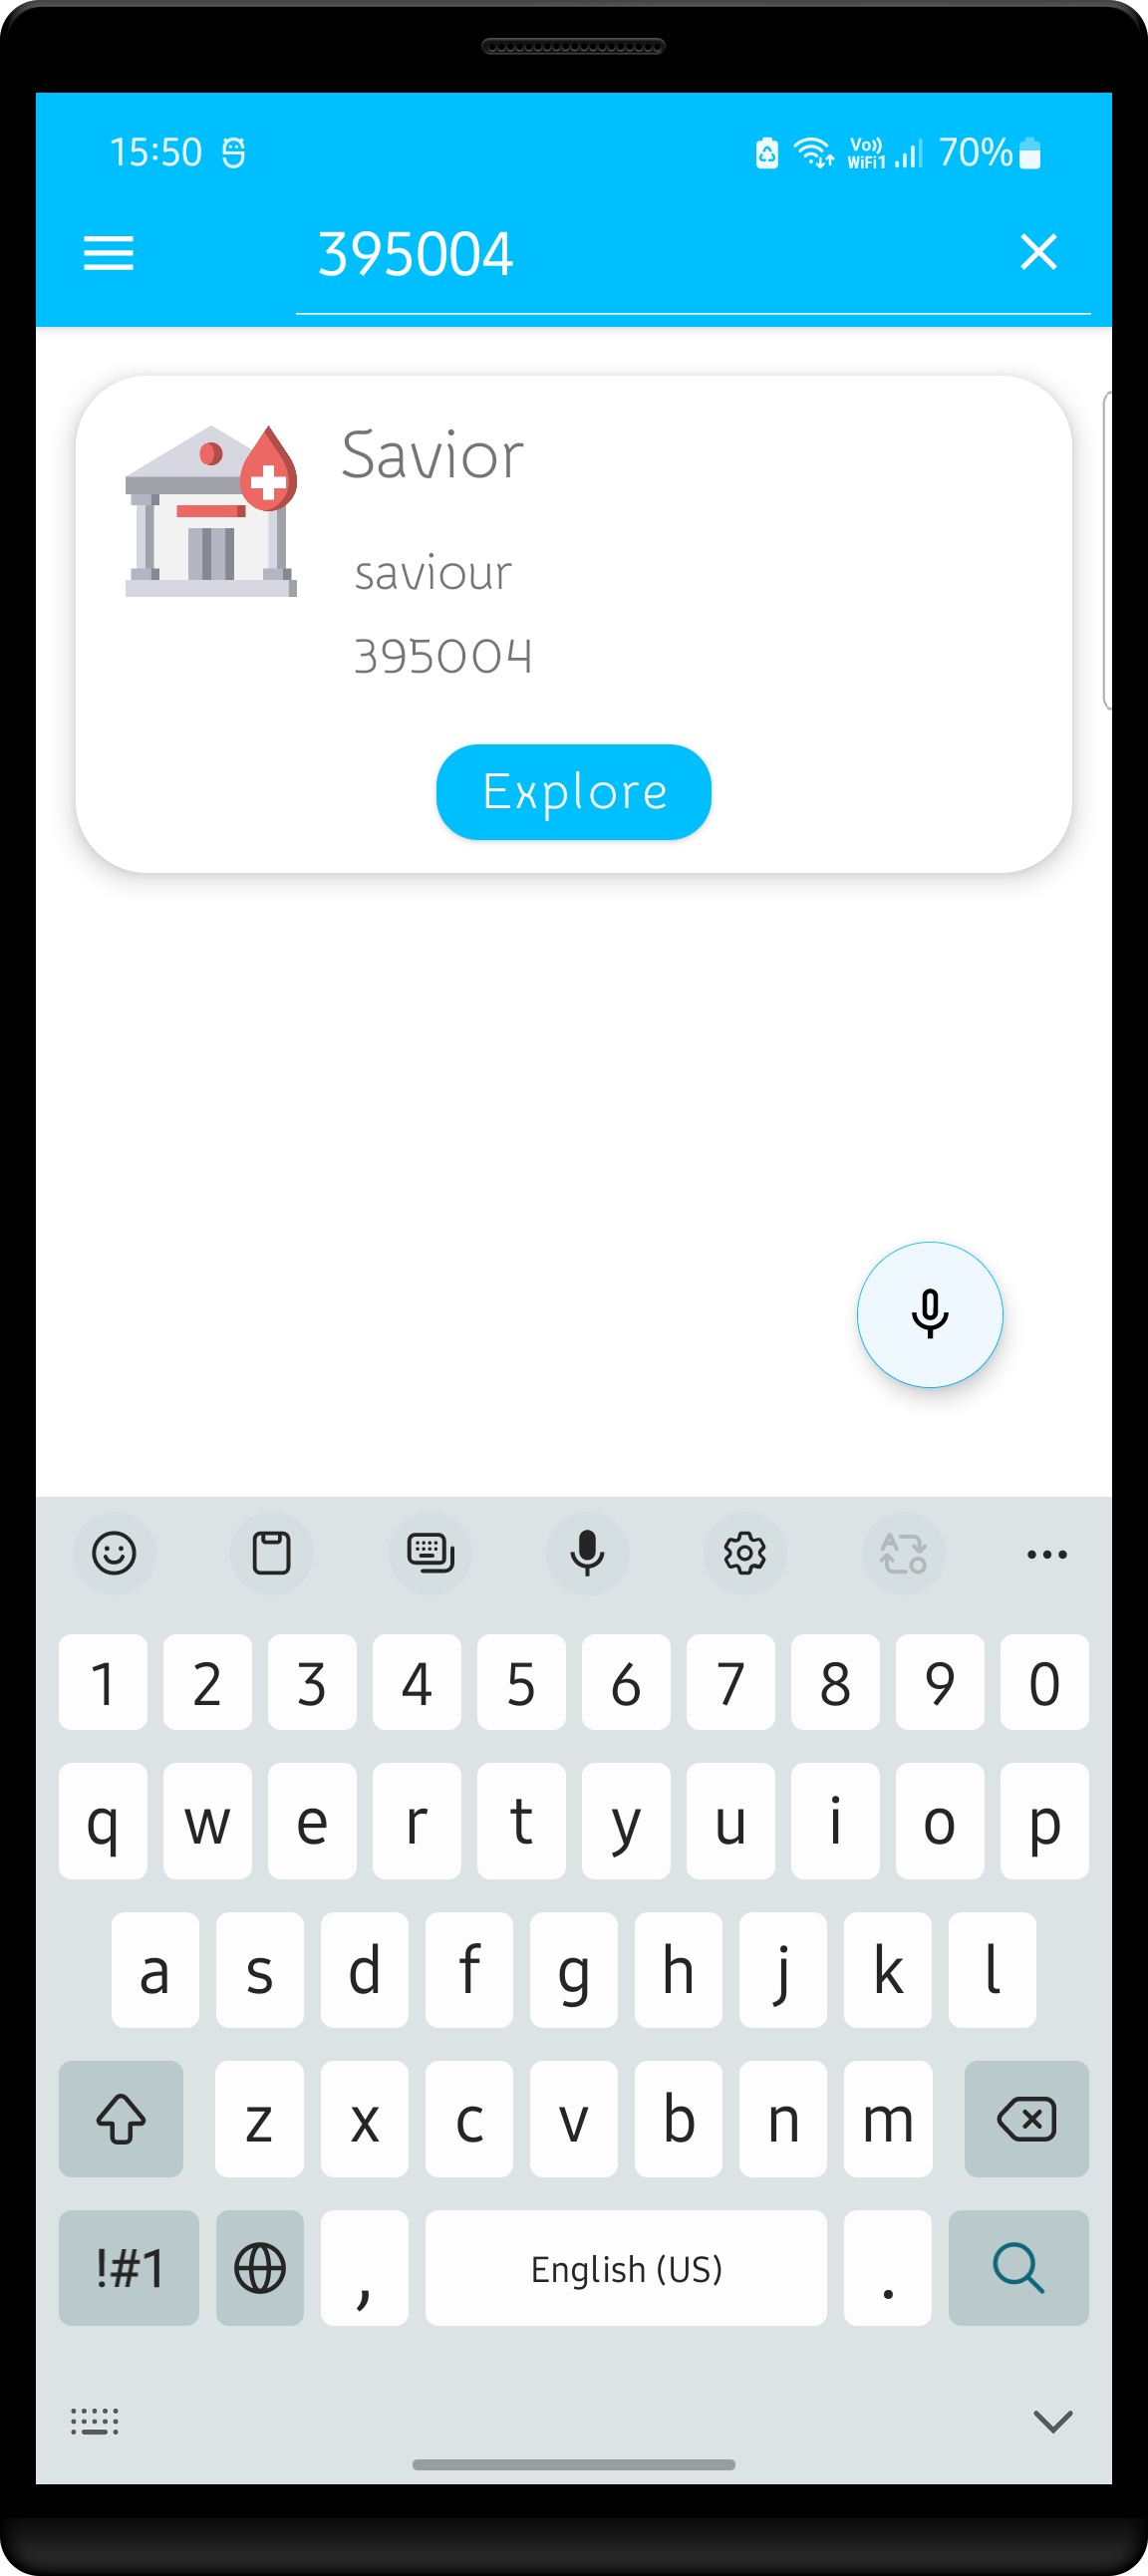 15:50 Vo)) WiFi1 70%
395004
Savior
saviour
395004
Explore
1 2 3 4 5 6 7 8 9 0
q w e r t y u i o p
a s d f g h j k l
z x c v b n m
!#1 , English (US) .